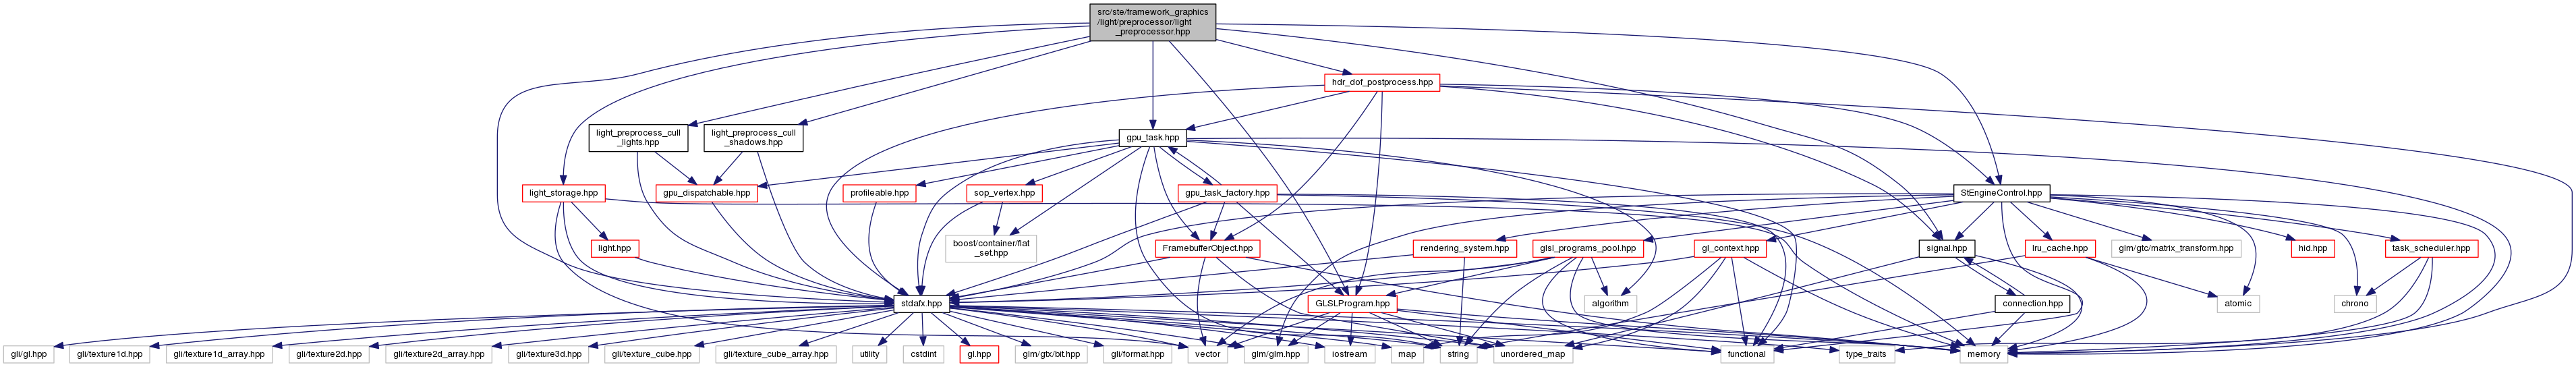 src/ste/framework_graphics
/light/preprocessor/light
_preprocessor.hpp
hdr_dof_postprocess.hpp
light_preprocess_cull
_lights.hpp
light_preprocess_cull
_shadows.hpp
gpu_task.hpp
light_storage.hpp
gpu_dispatchable.hpp
profileable.hpp
sop_vertex.hpp
gpu_task_factory.hpp
StEngineControl.hpp
light.hpp
boost/container/flat
_set.hpp
FramebufferObject.hpp
rendering_system.hpp
glsl_programs_pool.hpp
gl_context.hpp
signal.hpp
lru_cache.hpp
glm/gtc/matrix_transform.hpp
hid.hpp
task_scheduler.hpp
stdafx.hpp
GLSLProgram.hpp
algorithm
connection.hpp
atomic
chrono
gli/gl.hpp
gli/texture1d.hpp
gli/texture1d_array.hpp
gli/texture2d.hpp
gli/texture2d_array.hpp
gli/texture3d.hpp
gli/texture_cube.hpp
gli/texture_cube_array.hpp
utility
cstdint
gl.hpp
glm/gtx/bit.hpp
gli/format.hpp
vector
glm/glm.hpp
iostream
map
string
unordered_map
functional
type_traits
memory